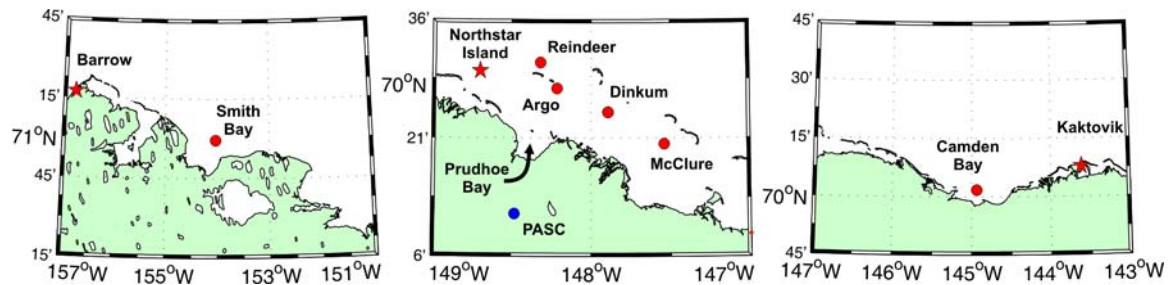 45'
Barrow
15'
Smith
Bay
71°N
45'
15'
157°W
155°W
153°W
151°W
36'
Northstar
Island
Reindeer
70°N
Argo
Dinkum
21'
Prudhoe
Bay
McClure
PASC
6'
149°W
148°W
147°W
45'
30'
15'
Kaktovik
Camden
Bay
70°N
45'
147°W
146°W
145°W
144°W
143°W